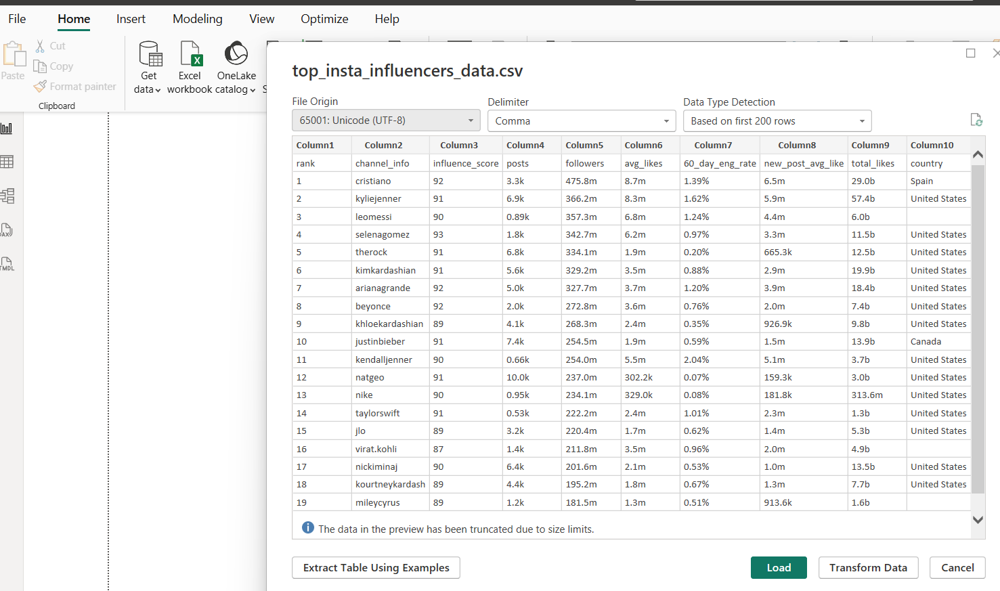 File Home Insert Modeling View Optimize Help
Paste
Cut
Copy
Format painter
Clipboard
Get data
Excel workbook
OneLake catalog
S
DAX
TMDL
top_insta_influencers_data.csv
File Origin Delimiter Data Type Detection
65001: Unicode (UTF-8) Comma Based on first 200 rows
Column1 Column2 Column3 Column4 Column5 Column6 Column7 Column8 Column9 Column10
rank channel_info influence_score posts followers avg_likes 60_day_eng_rate new_post_avg_like total_likes country
1 cristiano 92 3.3k 475.8m 8.7m 1.39% 6.5m 29.0b Spain
2 kyliejenner 91 6.9k 366.2m 8.3m 1.62% 5.9m 57.4b United States
3 leomessi 90 0.89k 357.3m 6.8m 1.24% 4.4m 6.0b
4 selenagomez 93 1.8k 342.7m 6.2m 0.97% 3.3m 11.5b United States
5 therock 91 6.8k 334.1m 1.9m 0.20% 665.3k 12.5b United States
6 kimkardashian 91 5.6k 329.2m 3.5m 0.88% 2.9m 19.9b United States
7 arianagrande 92 5.0k 327.7m 3.7m 1.20% 3.9m 18.4b United States
8 beyonce 92 2.0k 272.8m 3.6m 0.76% 2.0m 7.4b United States
9 khloekardashian 89 4.1k 268.3m 2.4m 0.35% 926.9k 9.8b United States
10 justinbieber 91 7.4k 254.5m 1.9m 0.59% 1.5m 13.9b Canada
11 kendalljenner 90 0.66k 254.0m 5.5m 2.04% 5.1m 3.7b United States
12 natgeo 91 10.0k 237.0m 302.2k 0.07% 159.3k 3.0b United States
13 nike 90 0.95k 234.1m 329.0k 0.08% 181.8k 313.6m United States
14 taylorswift 91 0.53k 222.2m 2.4m 1.01% 2.3m 1.3b United States
15 jlo 89 3.2k 220.4m 1.7m 0.62% 1.4m 5.3b United States
16 virat.kohli 87 1.4k 211.8m 3.5m 0.96% 2.0m 4.9b
17 nickiminaj 90 6.4k 201.6m 2.1m 0.53% 1.0m 13.5b United States
18 kourtneykardash 89 4.4k 195.2m 1.8m 0.67% 1.3m 7.7b United States
19 mileycyrus 89 1.2k 181.5m 1.3m 0.51% 913.6k 1.6b
The data in the preview has been truncated due to size limits.
Extract Table Using Examples Load Transform Data Cancel